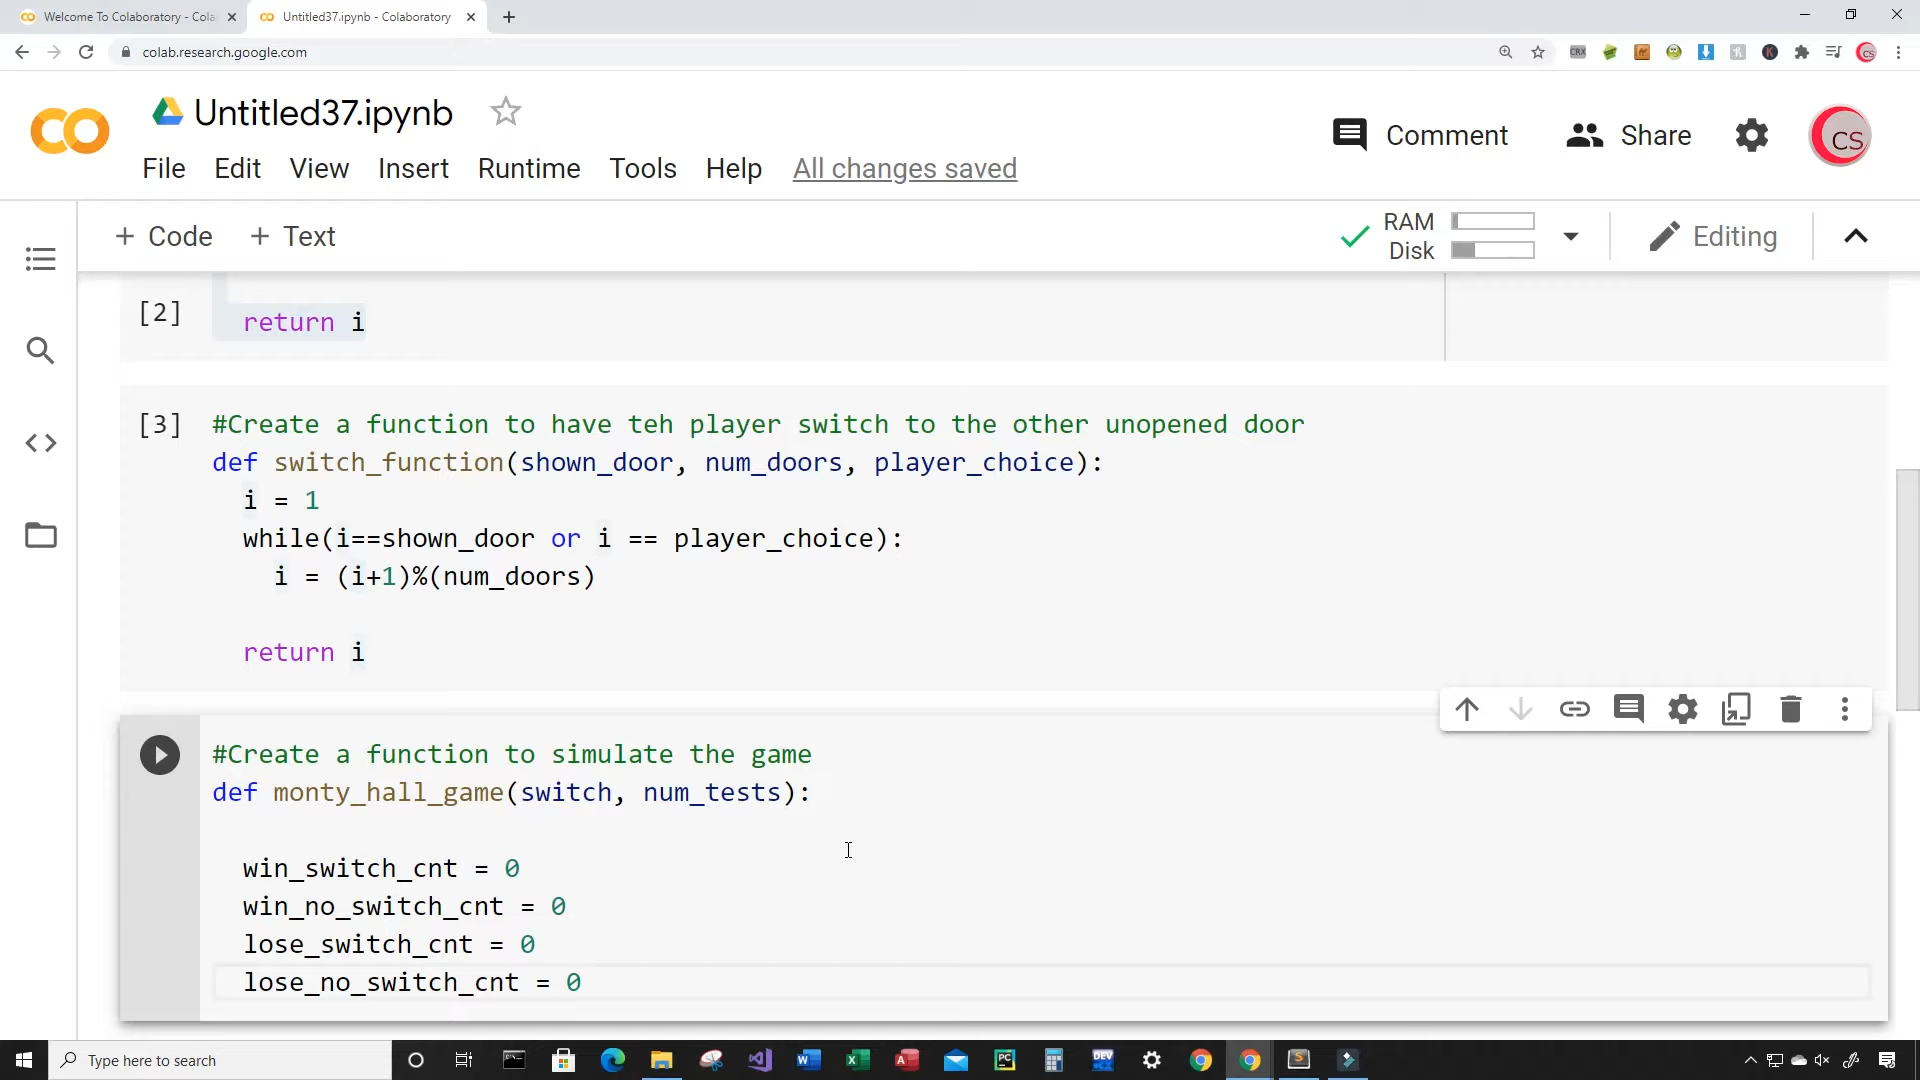 Welcome To Colaboratory - Cola
Untitled37.ipynb - Colaboratory
colab.research.google.com
CRX
K
CS
Untitled37.ipynb
Comment
Share
CS
File Edit View Insert Runtime Tools Help All changes saved
+ Code + Text
RAM
Disk
Editing
[2]
return i
[3]
#Create a function to have teh player switch to the other unopened door
def switch_function(shown_door, num_doors, player_choice):
i = 1
while(i==shown_door or i == player_choice):
i = (i+1)%(num_doors)
return i
#Create a function to simulate the game
def monty_hall_game(switch, num_tests):
win_switch_cnt = 0
win_no_switch_cnt = 0
lose_switch_cnt = 0
lose_no_switch_cnt = 0
Type here to search